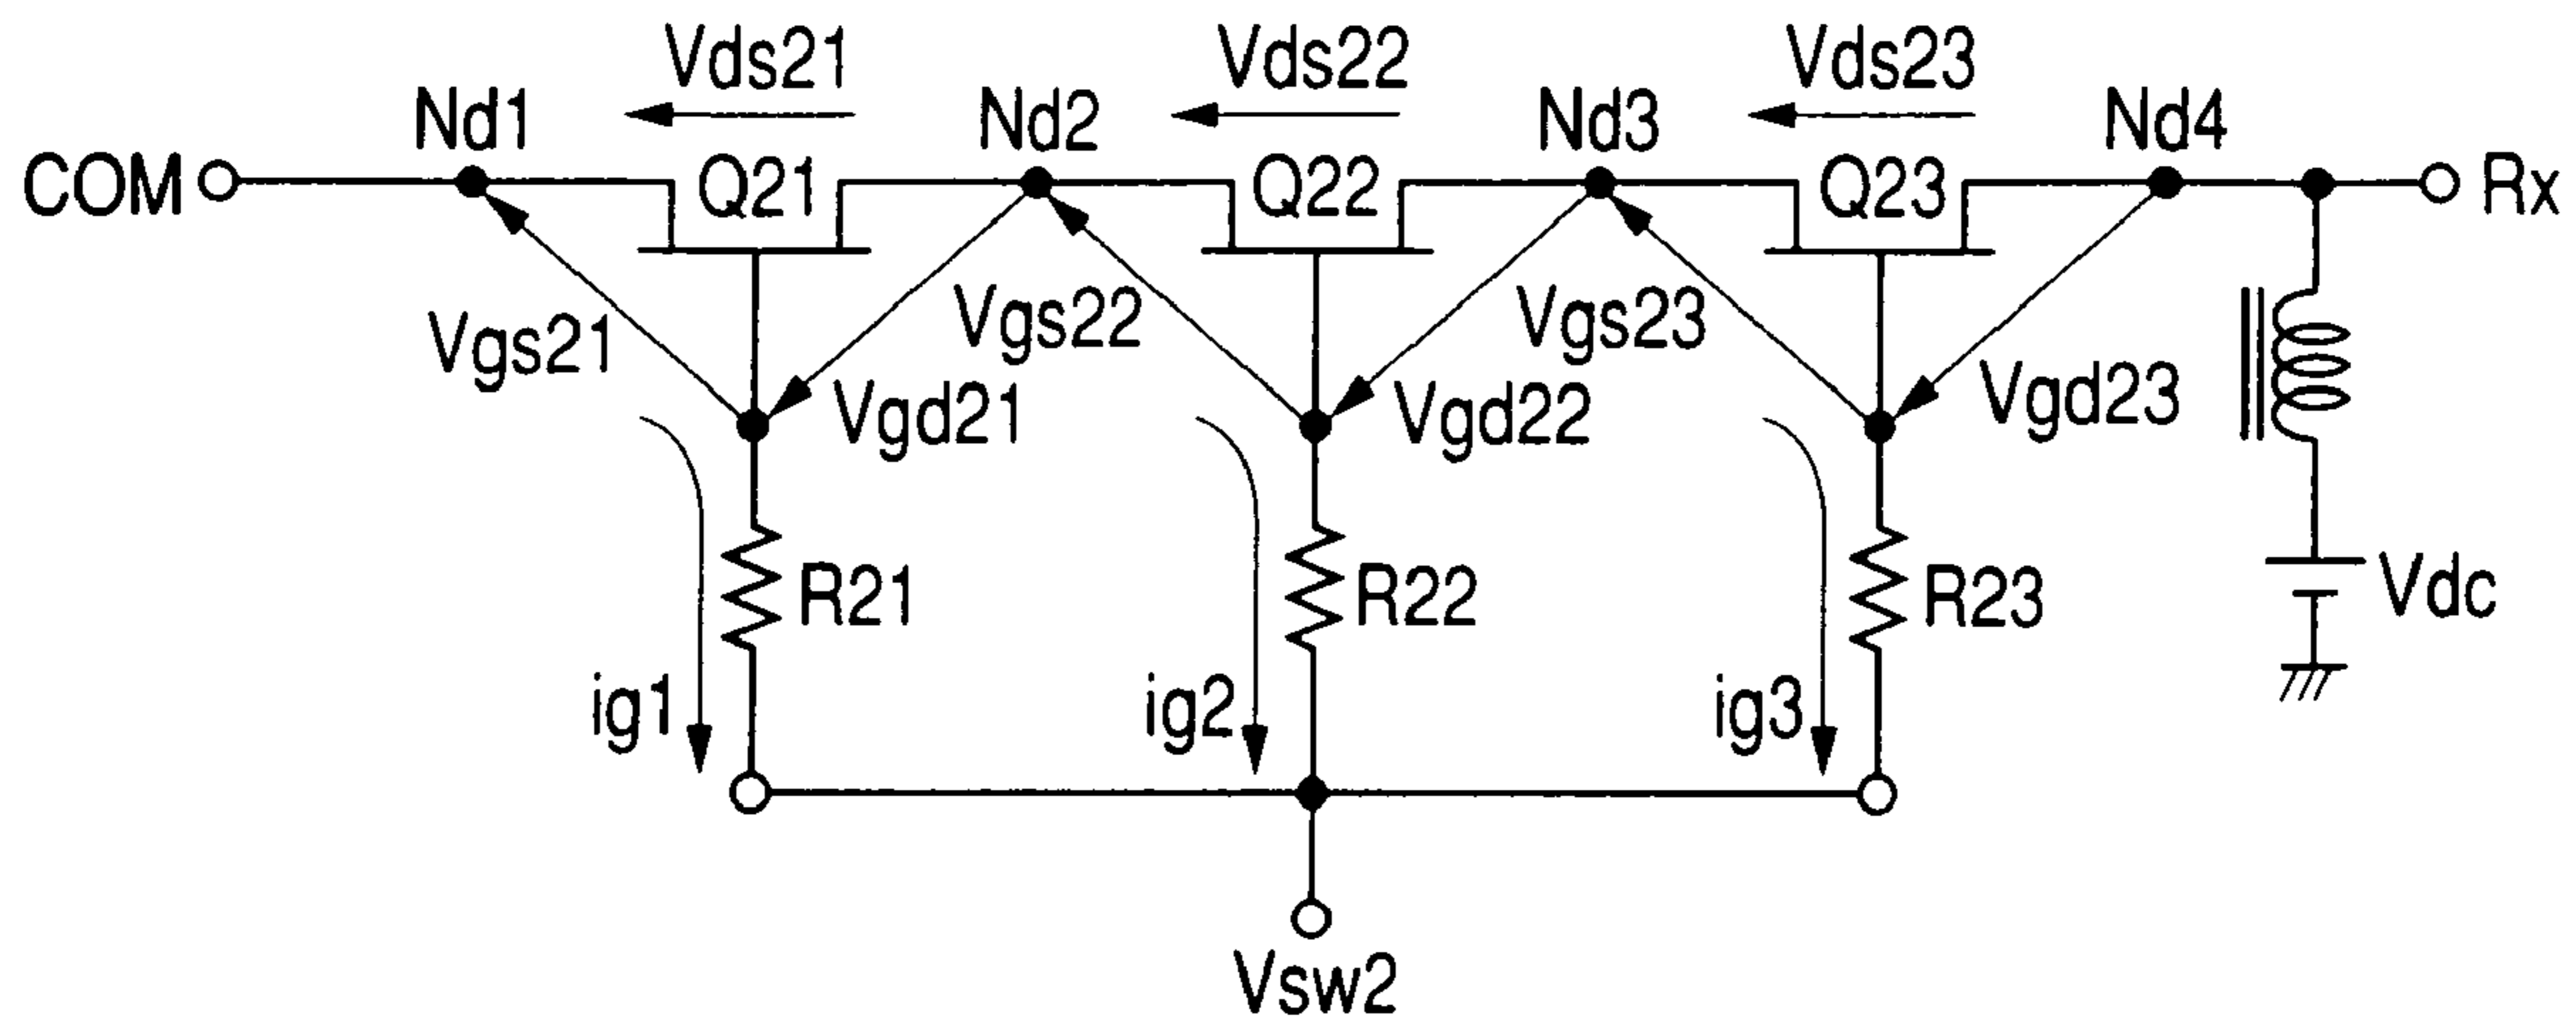 Vds21 Vds22 Vds23
Nd1 Nd2 Nd3 Nd4
COM Q21 Q22 Q23 Rx
Vgs21 Vgs22 Vgs23
Vgd21 Vgd22 Vgd23
R21 R22 R23 Vdc
ig1 ig2 ig3
Vsw2